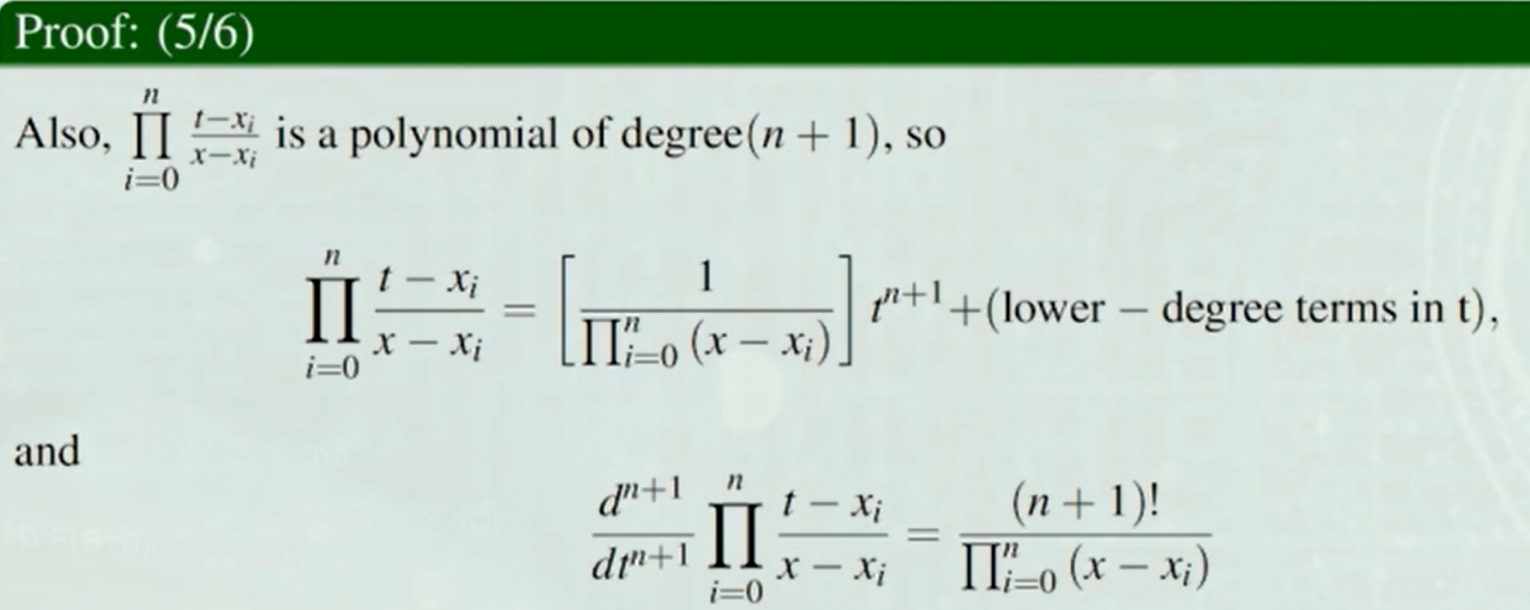 Proof: (5/6)
Also, \prod_{i=0}^{n} \frac{t-x_i}{x-x_i} is a polynomial of degree(n + 1), so
\prod_{i=0}^{n} \frac{t-x_i}{x-x_i} = \left[ \frac{1}{\prod_{i=0}^{n} (x-x_i)} \right] t^{n+1} +(lower − degree terms in t),
and
\frac{d^{n+1}}{dt^{n+1}} \prod_{i=0}^{n} \frac{t-x_i}{x-x_i} = \frac{(n+1)!}{\prod_{i=0}^{n} (x-x_i)}